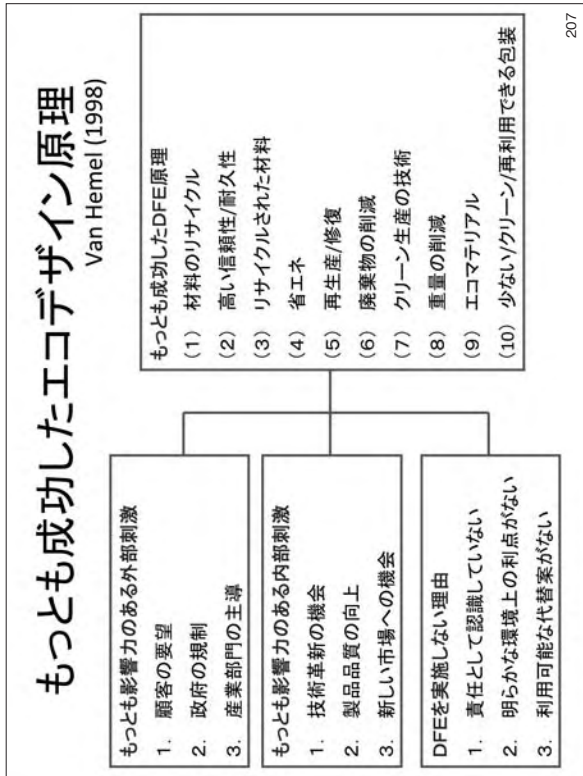 もっとも成功したエコデザイン原理
Van Hemel (1998)
もっとも影響力のある外部刺激
1. 顧客の要望
2. 政府の規制
3. 産業部門の主導
もっとも影響力のある内部刺激
1. 技術革新の機会
2. 製品品質の向上
3. 新しい市場への機会
DFEを実施しない理由
1. 責任として認識していない
2. 明らかな環境上の利点がない
3. 利用可能な代替案がない
もっとも成功したDFE原理
(1) 材料のリサイクル
(2) 高い信頼性/耐久性
(3) リサイクルされた材料
(4) 省エネ
(5) 再生産/修復
(6) 廃棄物の削減
(7) クリーン生産の技術
(8) 重量の削減
(9) エコマテリアル
(10) 少ない/クリーン/再利用できる包装
207